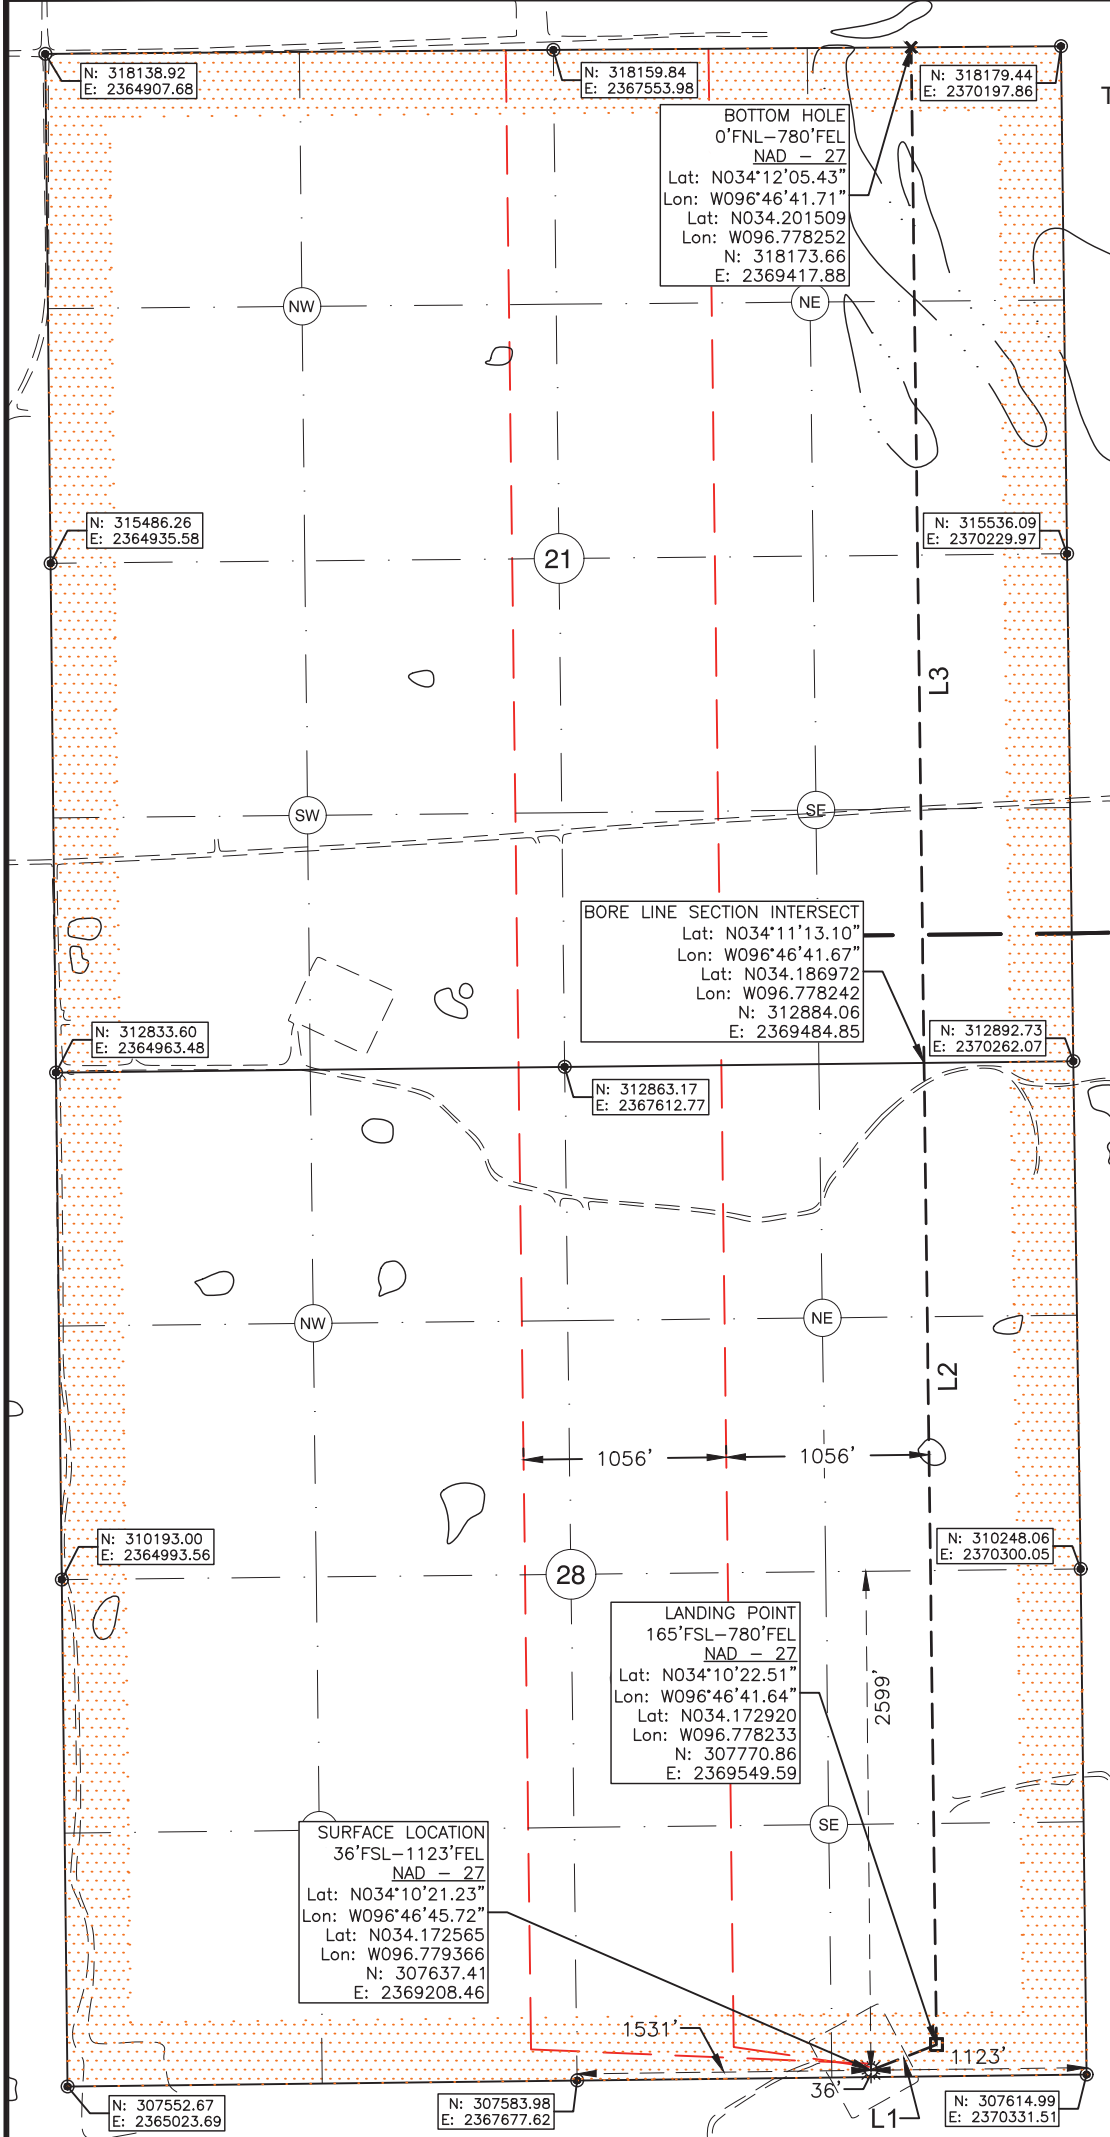 N: 318138.92
E: 2364907.68
N: 318159.84
E: 2367553.98
N: 318179.44
E: 2370197.86
T
BOTTOM HOLE
0'FNL-780'FEL
NAD - 27
Lat: N034°12'05.43"
Lon: W096°46'41.71"
Lat: N034.201509
Lon: W096.778252
N: 318173.66
E: 2369417.88
NW
NE
N: 315486.26
E: 2364935.58
N: 315536.09
E: 2370229.97
21
L3
SW
SE
BORE LINE SECTION INTERSECT
Lat: N034°11'13.10"
Lon: W096°46'41.67"
Lat: N034.186972
Lon: W096.778242
N: 312884.06
E: 2369484.85
N: 312833.60
E: 2364963.48
N: 312892.73
E: 2370262.07
N: 312863.17
E: 2367612.77
NW
NE
L2
1056'
1056'
N: 310193.00
E: 2364993.56
N: 310248.06
E: 2370300.05
28
LANDING POINT
165'FSL-780'FEL
NAD - 27
Lat: N034°10'22.51"
Lon: W096°46'41.64"
Lat: N034.172920
Lon: W096.778233
N: 307770.86
E: 2369549.59
2599'
SE
SURFACE LOCATION
36'FSL-1123'FEL
NAD - 27
Lat: N034°10'21.23"
Lon: W096°46'45.72"
Lat: N034.172565
Lon: W096.779366
N: 307637.41
E: 2369208.46
1531'
1123'
36'
L1
N: 307552.67
E: 2365023.69
N: 307583.98
E: 2367677.62
N: 307614.99
E: 2370331.51